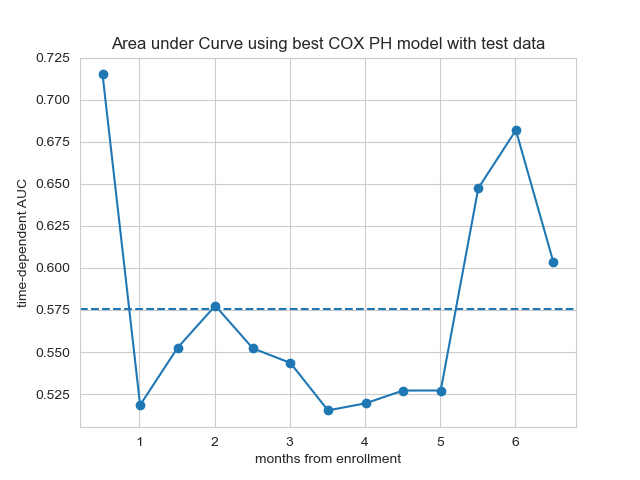 Area under Curve using best COX PH model with test data
time-dependent AUC
0.725
0.700
0.675
0.650
0.625
0.600
0.575
0.550
0.525
1 2 3 4 5 6
months from enrollment